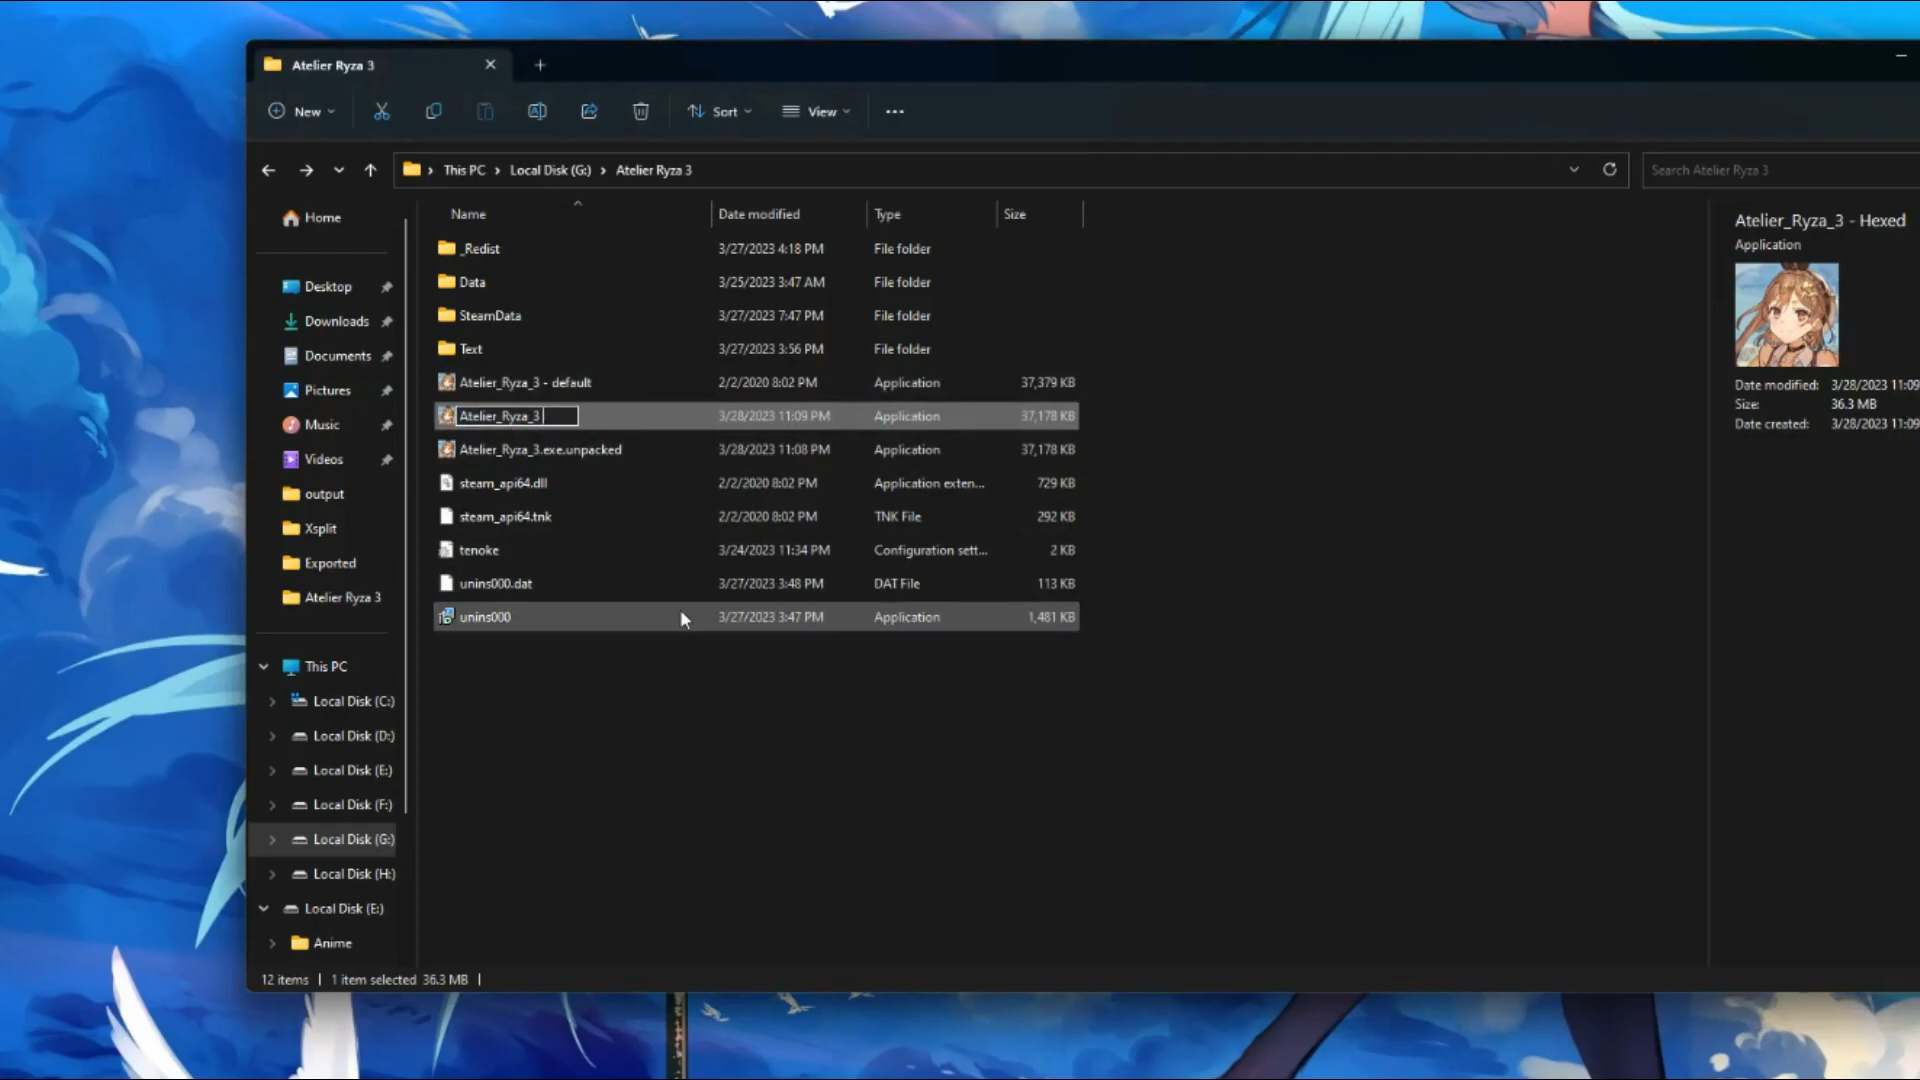 Atelier Ryza 3
New
Sort
View
This PC
Local Disk (G:)
Atelier Ryza 3
Search Atelier Ryza 3
Home
Desktop
Downloads
Documents
Pictures
Music
Videos
output
Xsplit
Exported
Atelier Ryza 3
This PC
Local Disk (C:)
Local Disk (D:)
Local Disk (E:)
Local Disk (F:)
Local Disk (G:)
Local Disk (H:)
Local Disk (E:)
Anime
Name Date modified Type Size
_Redist 3/27/2023 4:18 PM File folder
Data 3/25/2023 3:47 AM File folder
SteamData 3/27/2023 7:47 PM File folder
Text 3/27/2023 3:56 PM File folder
Atelier_Ryza_3 - default 2/2/2020 8:02 PM Application 37,379 KB
Atelier_Ryza_3 3/28/2023 11:09 PM Application 37,178 KB
Atelier_Ryza_3.exe.unpacked 3/28/2023 11:08 PM Application 37,178 KB
steam_api64.dll 2/2/2020 8:02 PM Application exten... 729 KB
steam_api64.tnk 2/2/2020 8:02 PM TNK File 292 KB
tenoke 3/24/2023 11:34 PM Configuration sett... 2 KB
unins000.dat 3/27/2023 3:48 PM DAT File 113 KB
unins000 3/27/2023 3:47 PM Application 1,481 KB
Atelier_Ryza_3 - Hexed
Application
Date modified: 3/28/2023 11:09
Size: 36.3 MB
Date created: 3/28/2023 11:09
12 items 1 item selected 36.3 MB